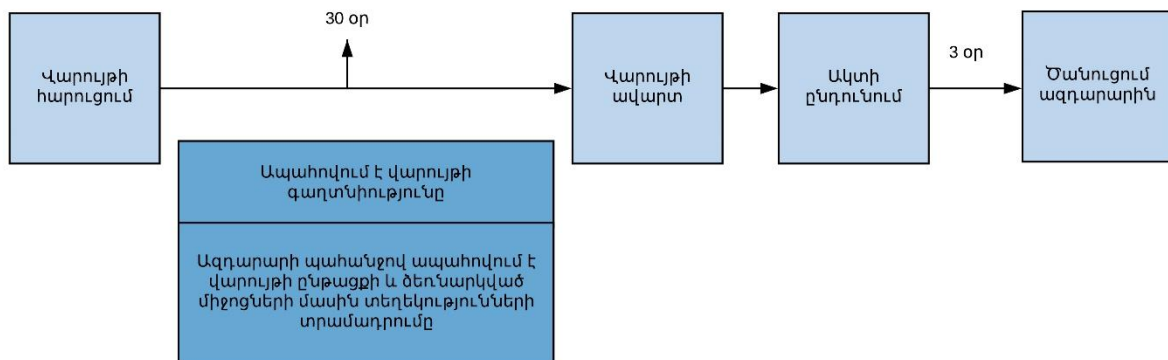 30 օր
Վարույթի
հարուցում
Վարույթի
ավարտ
Ակտի
ընդունում
3 օր
Ծանուցում
ազդարարին
Ապահովում է վարույթի
գաղտնիությունը
Ազդարարի պահանջով ապահովում է
վարույթի ընթացքի և ձեռնարկված
միջոցների մասին տեղեկությունների
տրամադրումը